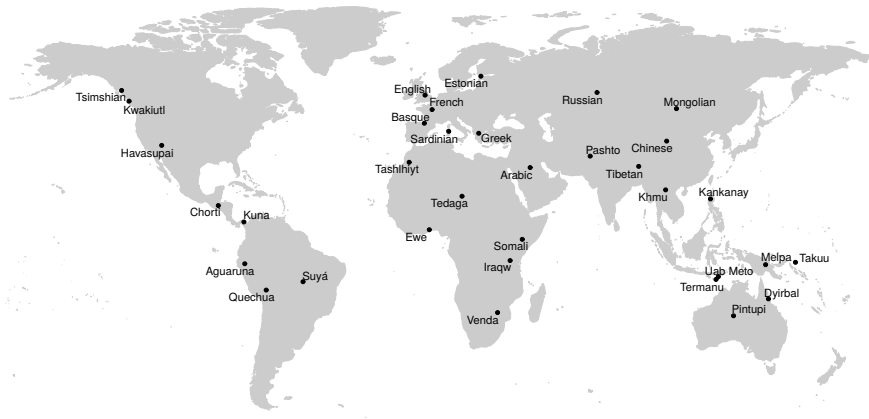 Estonian
English
Tsimshian
Russian
French
Mongolian
Kwakiutl
Basque
Sardinian
Greek
Chinese
Havasupai
Pashto
Tashlhiyt
Arabic
Tibetan
Khmu
Kankanay
Tedaga
Chorti
Kuna
Ewe
Somali
Melpa
Takuu
Iraqw
Uab Meto
Aguaruna
Suyá
Termanu
Quechua
Dyirbal
Pintupi
Venda